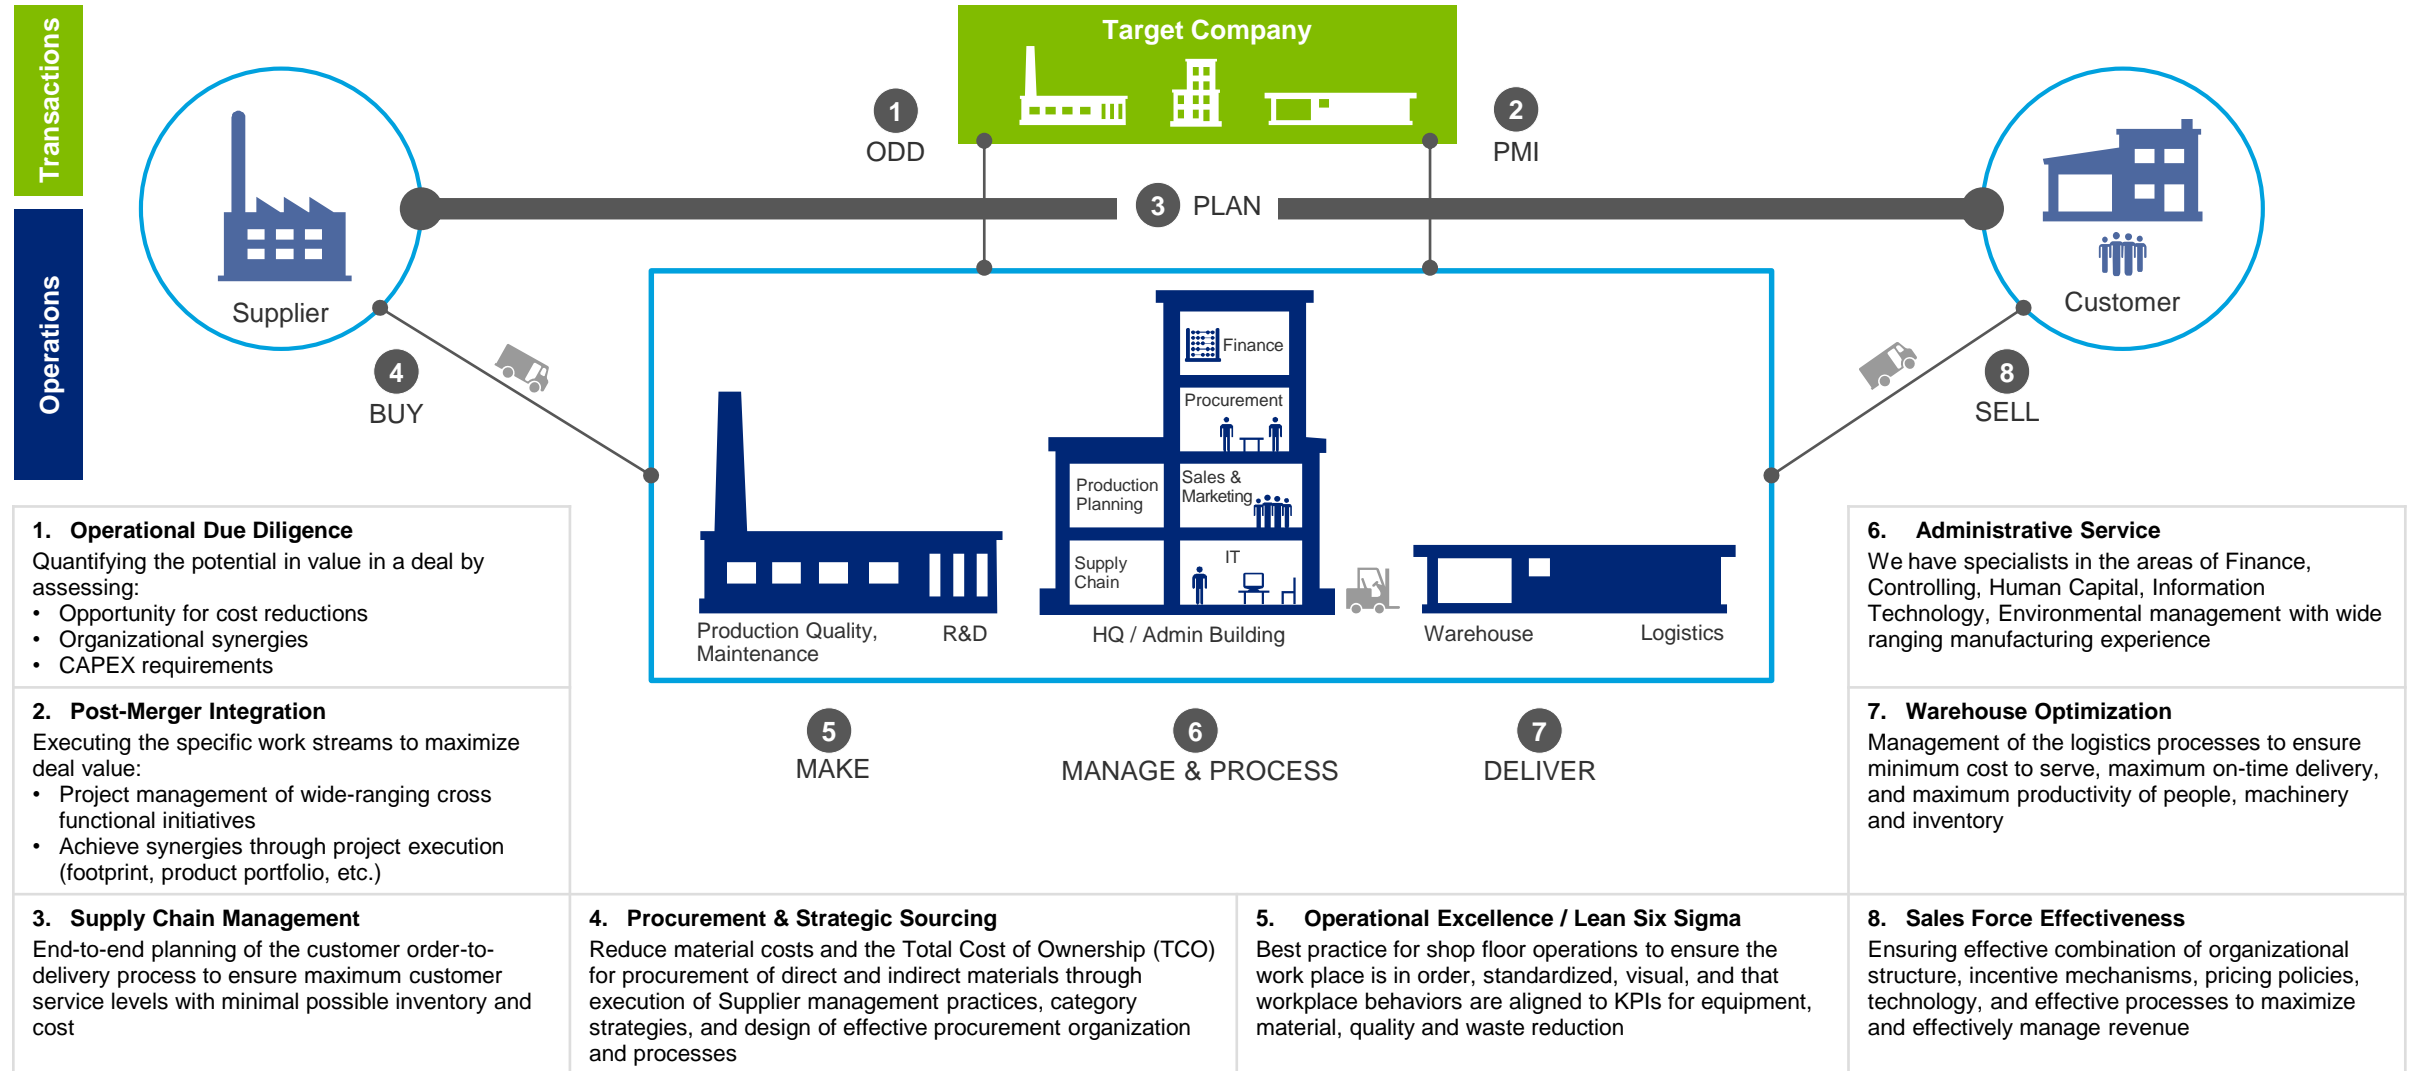 Transactions
Operations
Target Company
1
ODD
2
PMI
3 PLAN
Supplier
Customer
4
BUY
8
SELL
Finance
Procurement
Production
Planning
Sales &
Marketing
Supply
Chain
IT
Production Quality,
Maintenance
R&D
HQ / Admin Building
Warehouse
Logistics
5
MAKE
6
MANAGE & PROCESS
7
DELIVER
1. Operational Due Diligence
Quantifying the potential in value in a deal by
assessing:
• Opportunity for cost reductions
• Organizational synergies
• CAPEX requirements
2. Post-Merger Integration
Executing the specific work streams to maximize
deal value:
• Project management of wide-ranging cross
functional initiatives
• Achieve synergies through project execution
(footprint, product portfolio, etc.)
3. Supply Chain Management
End-to-end planning of the customer order-to-
delivery process to ensure maximum customer
service levels with minimal possible inventory and
cost
4. Procurement & Strategic Sourcing
Reduce material costs and the Total Cost of Ownership (TCO)
for procurement of direct and indirect materials through
execution of Supplier management practices, category
strategies, and design of effective procurement organization
and processes
5. Operational Excellence / Lean Six Sigma
Best practice for shop floor operations to ensure the
work place is in order, standardized, visual, and that
workplace behaviors are aligned to KPIs for equipment,
material, quality and waste reduction
6. Administrative Service
We have specialists in the areas of Finance,
Controlling, Human Capital, Information
Technology, Environmental management with wide
ranging manufacturing experience
7. Warehouse Optimization
Management of the logistics processes to ensure
minimum cost to serve, maximum on-time delivery,
and maximum productivity of people, machinery
and inventory
8. Sales Force Effectiveness
Ensuring effective combination of organizational
structure, incentive mechanisms, pricing policies,
technology, and effective processes to maximize
and effectively manage revenue